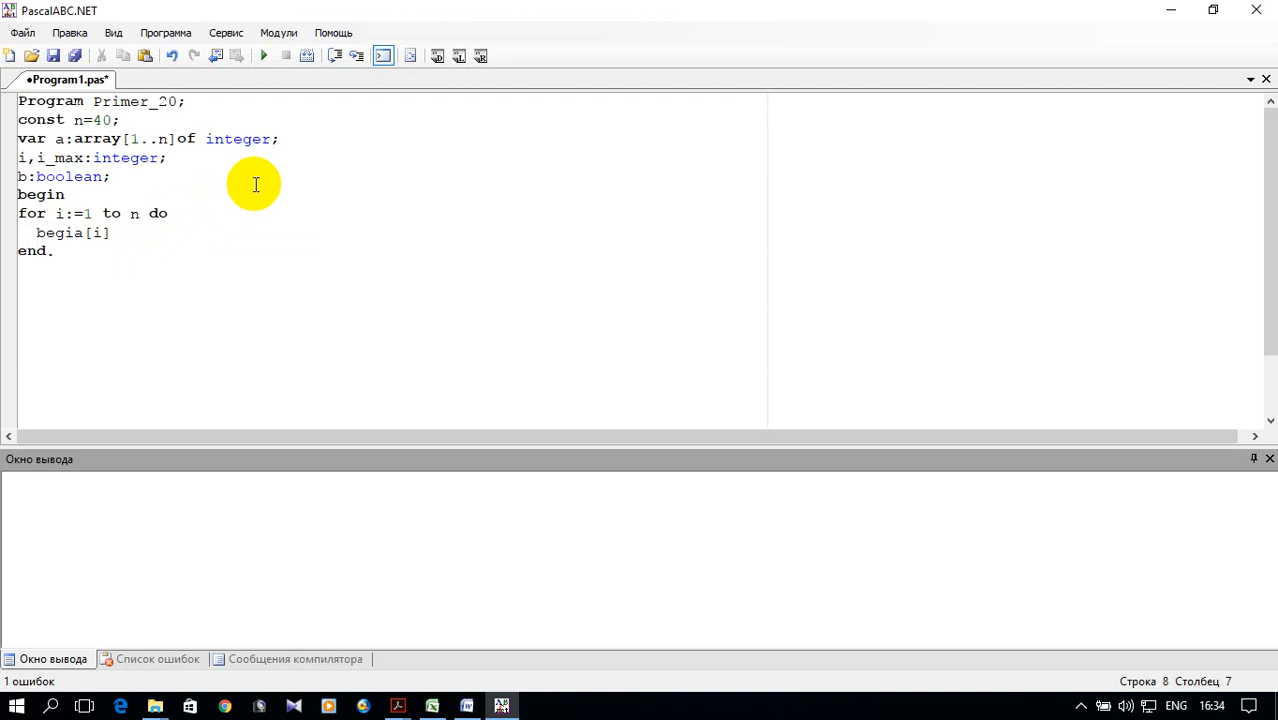 PascalABC.NET
Файл Правка Вид Программа Сервис Модули Помощь
•Program1.pas*
Program Primer_20;
const n=40;
var a:array[1..n]of integer;
i,i_max:integer;
b:boolean;
begin
for i:=1 to n do
begia[i]
end.
Окно вывода
Окно вывода Список ошибок Сообщения компилятора
1 ошибок Строка 8 Столбец 7
ENG 16:34